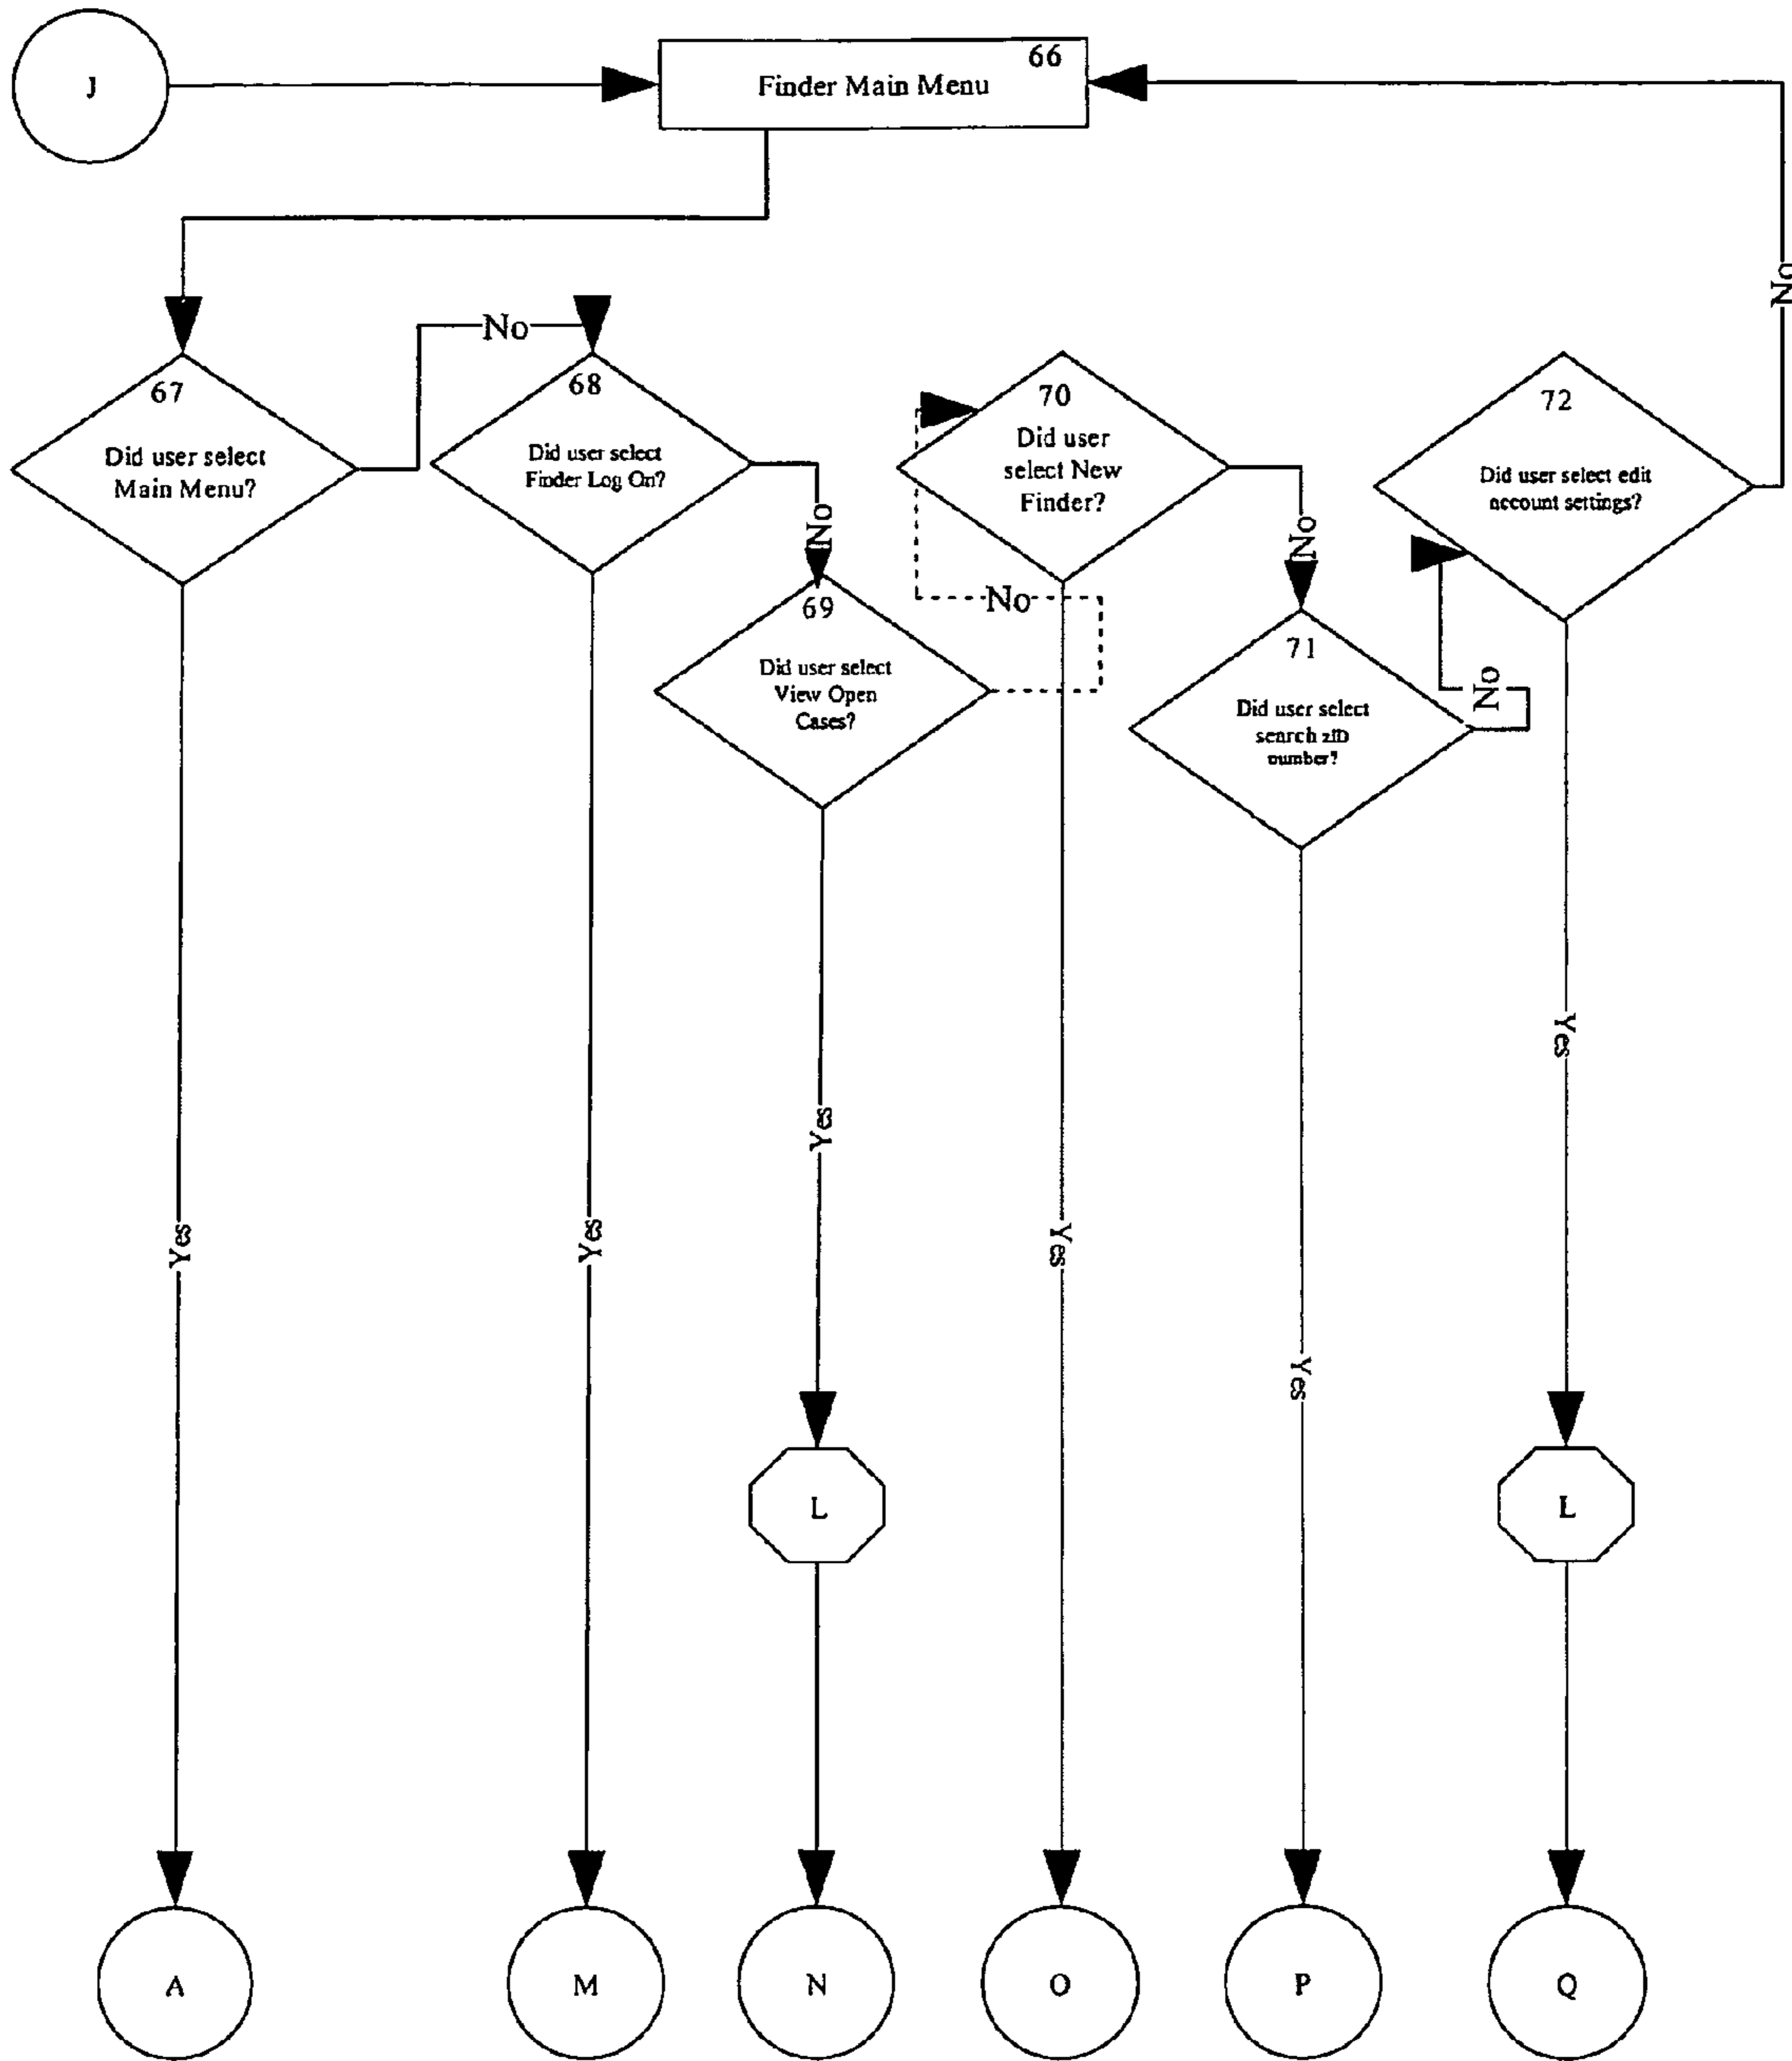 J
66
Finder Main Menu
No
67
Did user select
Main Menu?
No
68
Did user select
Finder Log On?
No
69
Did user select
View Open
Cases?
No
70
Did user
select New
Finder?
No
71
Did user select
search zID
number?
No
72
Did user select edit
account settings?
Yes
Yes
Yes
Yes
Yes
Yes
L
L
A
M
N
O
P
Q